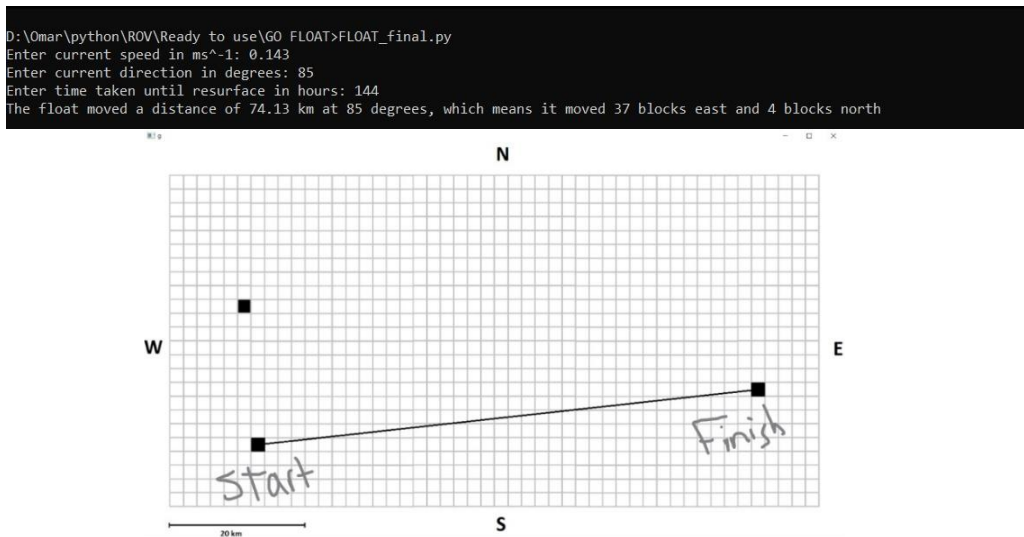 D:\Omar\python\ROV\Ready to use\GO FLOAT>FLOAT_final.py
Enter current speed in ms^-1: 0.143
Enter current direction in degrees: 85
Enter time taken until resurface in hours: 144
The float moved a distance of 74.13 km at 85 degrees, which means it moved 37 blocks east and 4 blocks north
N
W
E
Finish
Start
S
20 km